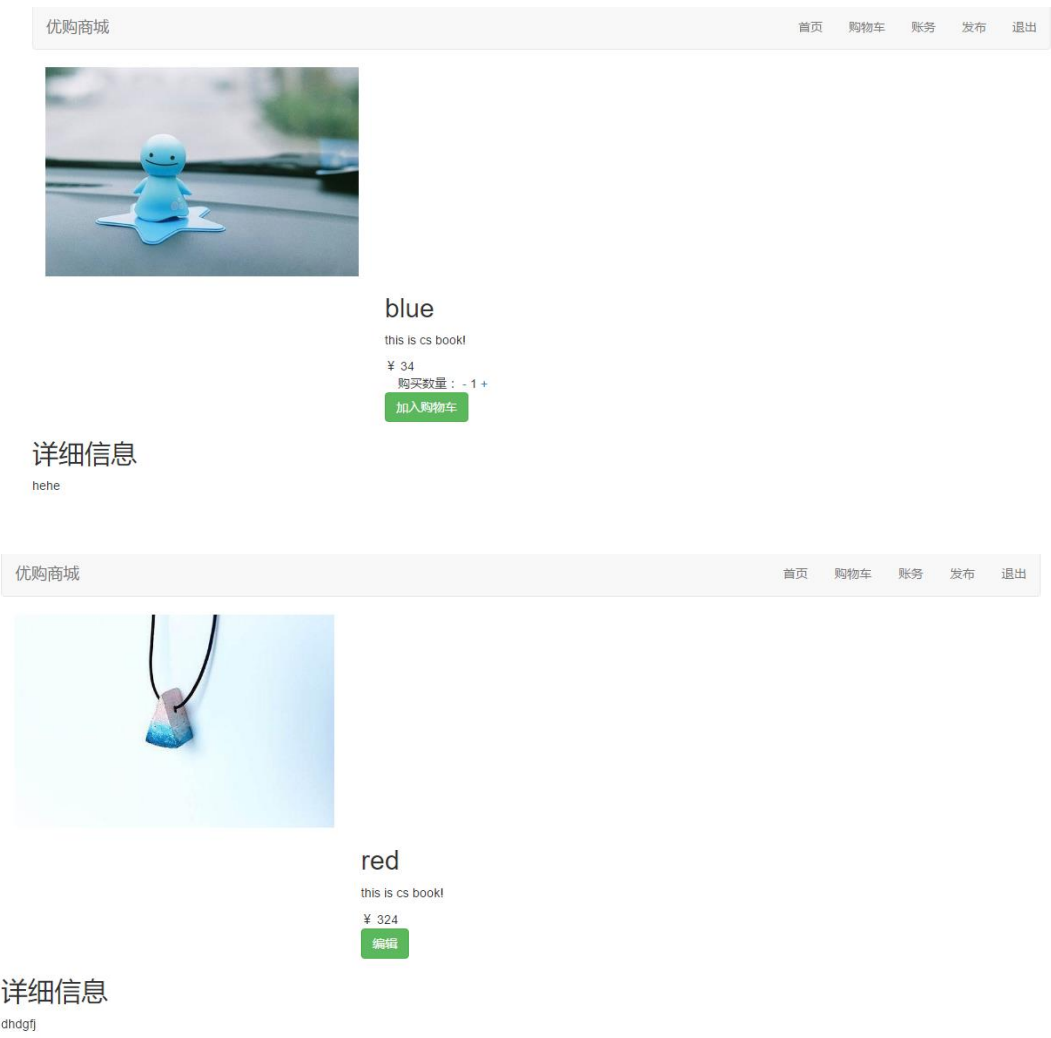 优购商城 首页 购物车 账务 发布 退出
blue
this is cs book!
¥ 34
购买数量： - 1 +
加入购物车
详细信息
hehe
优购商城 首页 购物车 账务 发布 退出
red
this is cs book!
¥ 324
编辑
详细信息
dhdgfj